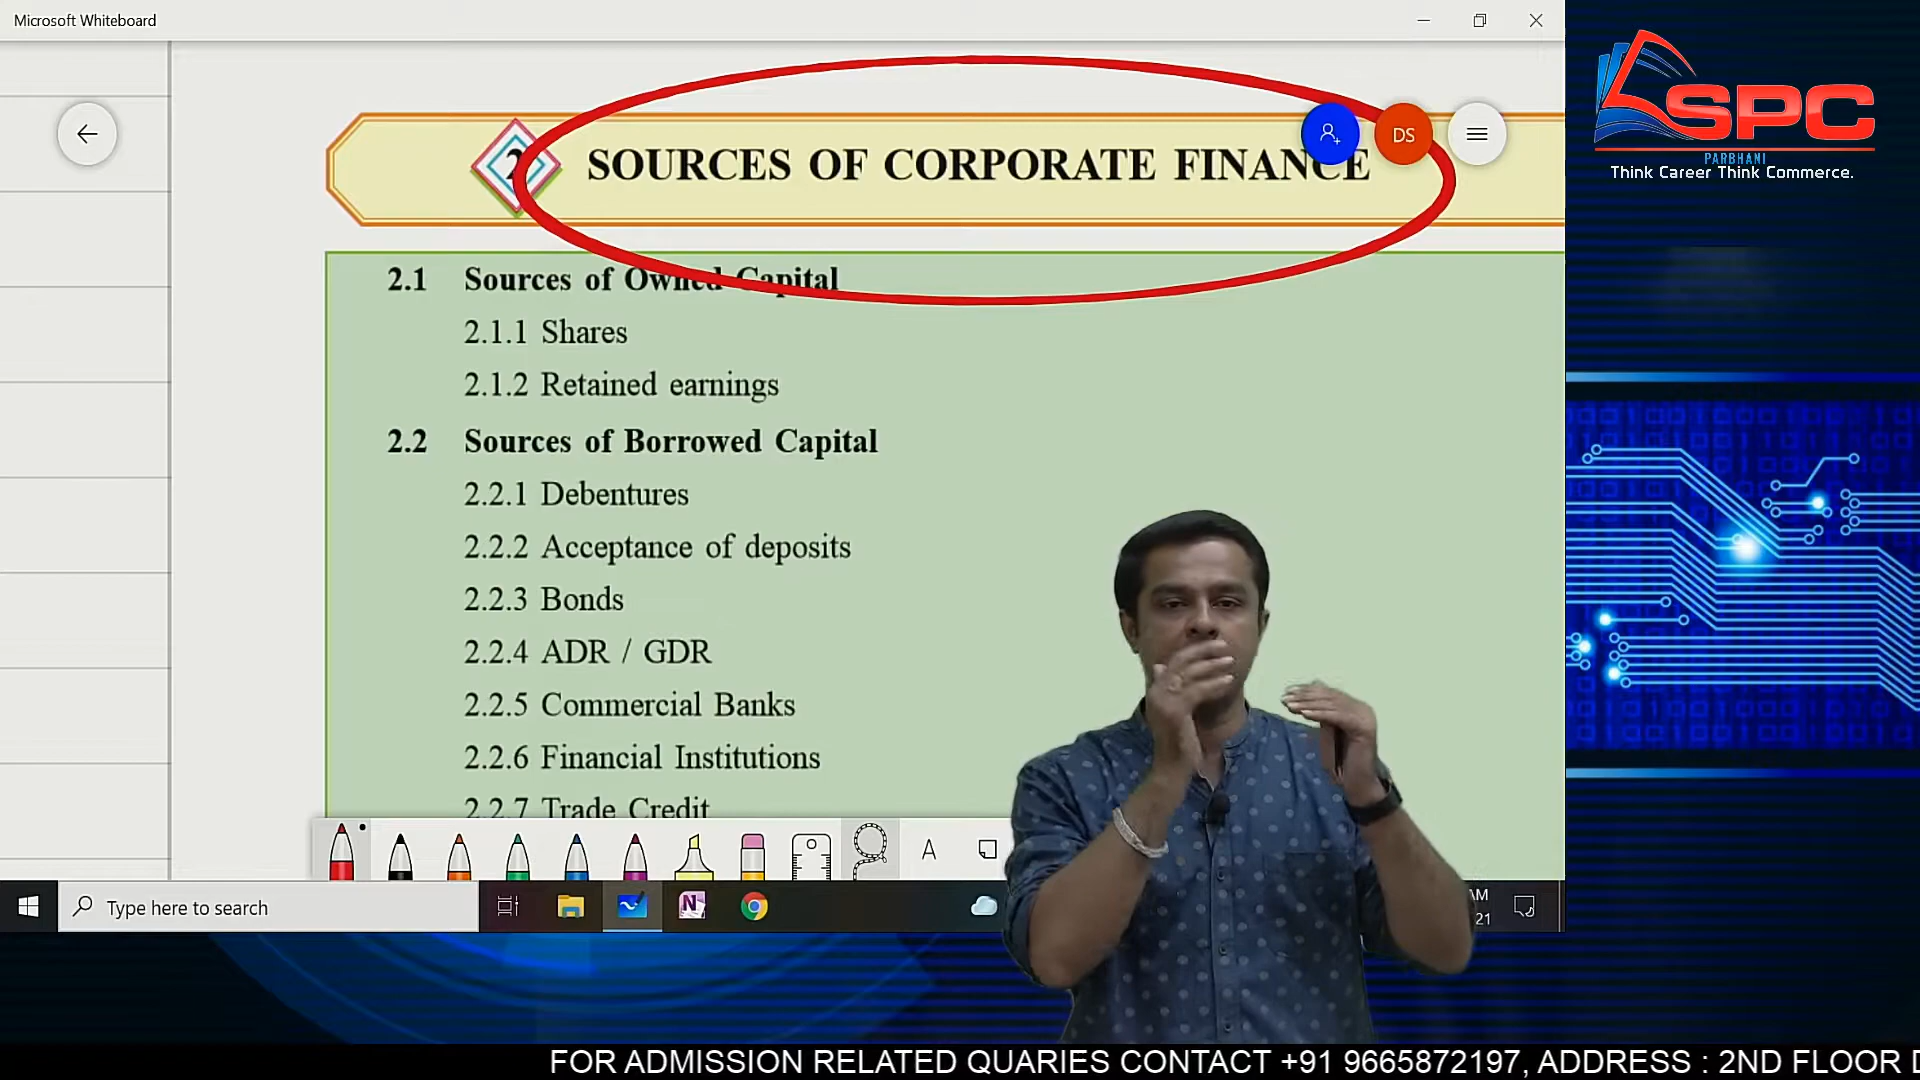 Microsoft Whiteboard
2 SOURCES OF CORPORATE FINANCE
DS
SPC
PARBHANI
Think Career Think Commerce.
2.1 Sources of Owned Capital
2.1.1 Shares
2.1.2 Retained earnings
2.2 Sources of Borrowed Capital
2.2.1 Debentures
2.2.2 Acceptance of deposits
2.2.3 Bonds
2.2.4 ADR / GDR
2.2.5 Commercial Banks
2.2.6 Financial Institutions
2.2.7 Trade Credit
A
Type here to search
N
AM
21
FOR ADMISSION RELATED QUARIES CONTACT +91 9665872197, ADDRESS : 2ND FLOOR D